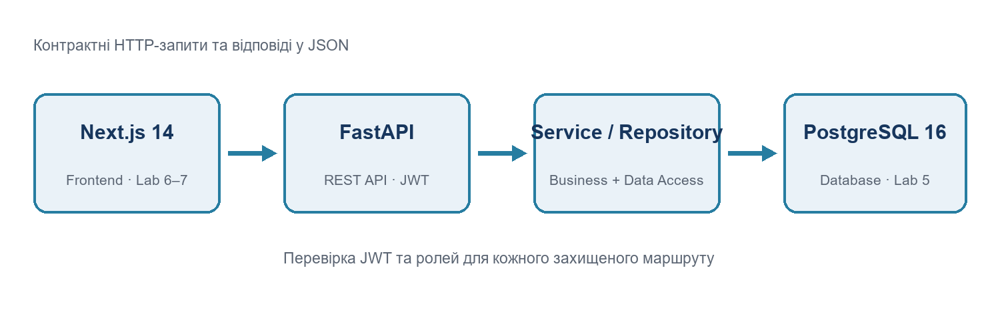 Контрактні HTTP-запити та відповіді у JSON
Next.js 14
Frontend · Lab 6–7
FastAPI
REST API · JWT
Service / Repository
Business + Data Access
PostgreSQL 16
Database · Lab 5
Перевірка JWT та ролей для кожного захищеного маршруту